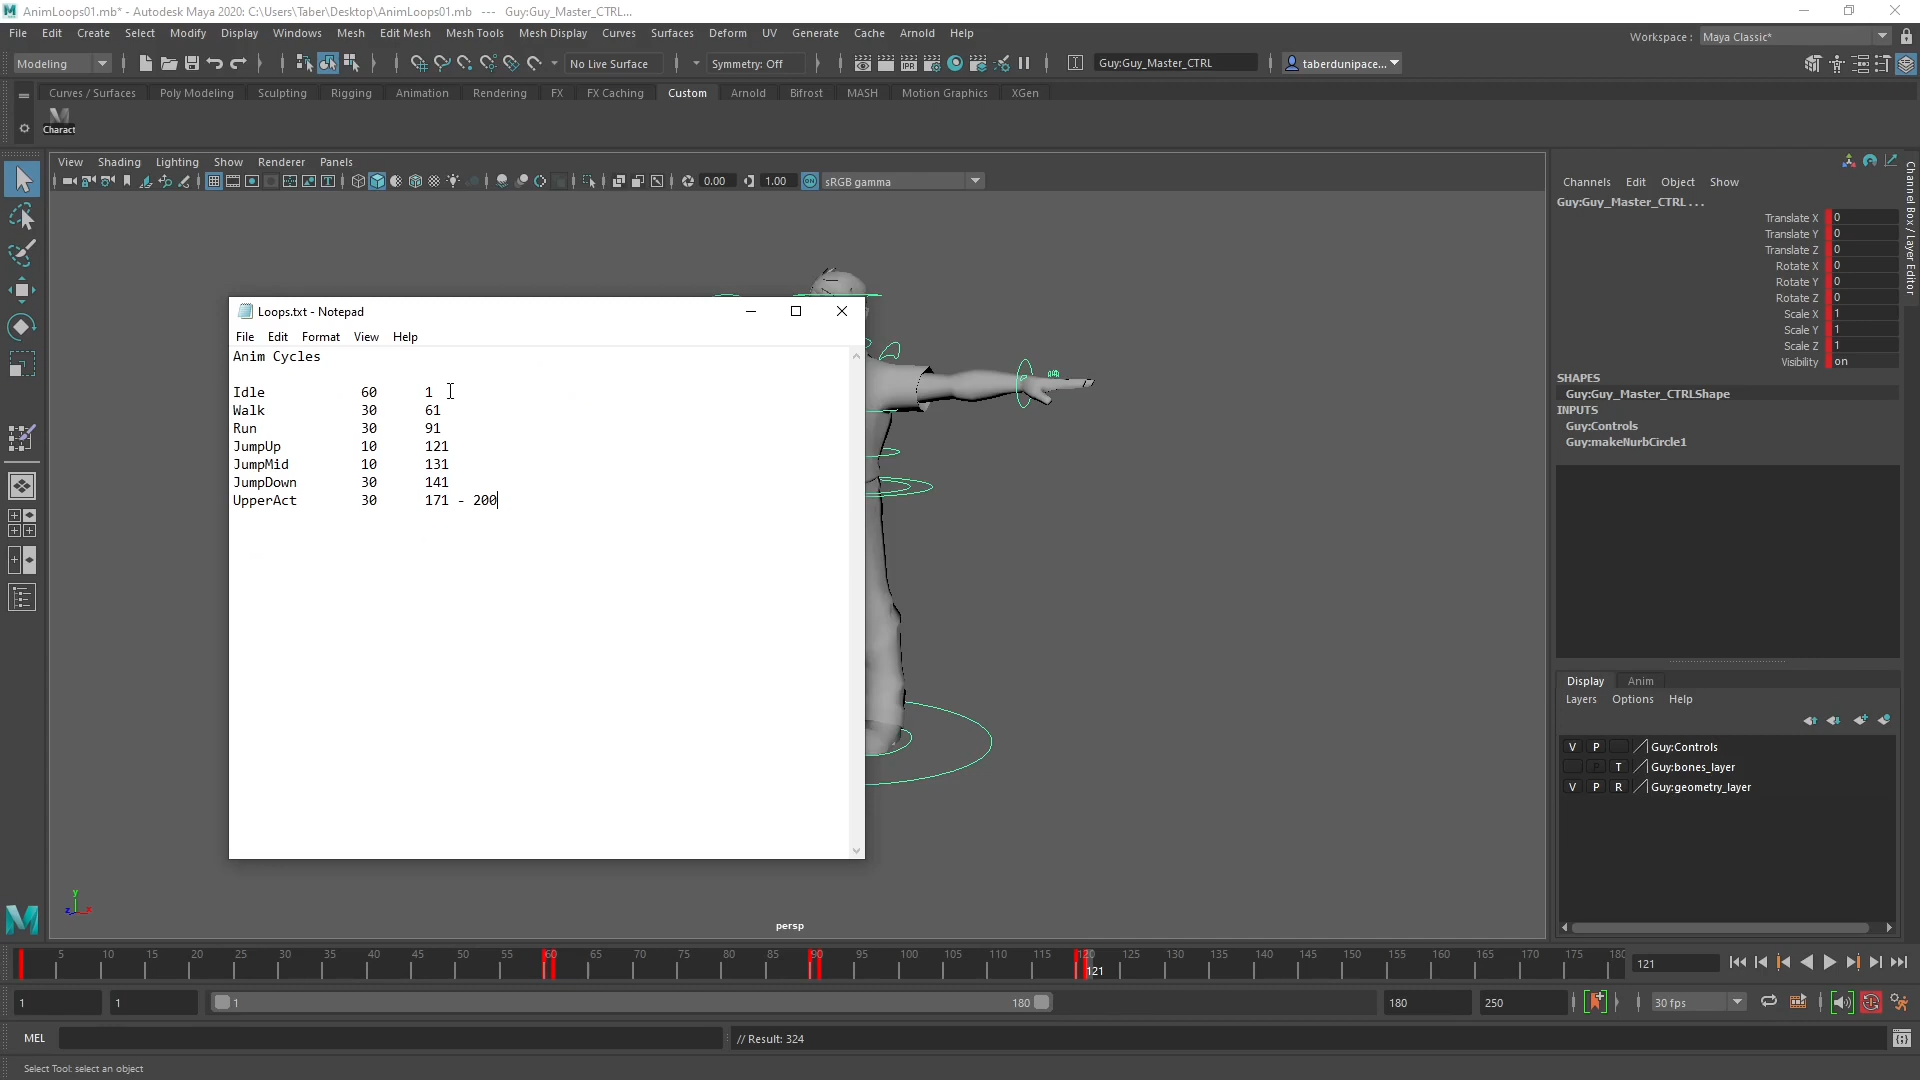 AnimLoops01.mb* - Autodesk Maya 2020: C:\Users\Taber\Desktop\AnimLoops01.mb --- Guy:Guy_Master_CTRL...
File Edit Create Select Modify Display Windows Mesh Edit Mesh Mesh Tools Mesh Display Curves Surfaces Deform UV Generate Cache Arnold Help
Workspace : Maya Classic*
Modeling No Live Surface Symmetry: Off Guy:Guy_Master_CTRL taberdunipace...
Curves / Surfaces Poly Modeling Sculpting Rigging Animation Rendering FX FX Caching Custom Arnold Bifrost MASH Motion Graphics XGen
Charact
View Shading Lighting Show Renderer Panels
0.00 1.00 ON sRGB gamma
Channels Edit Object Show
Guy:Guy_Master_CTRL . . .
Translate X 0
Translate Y 0
Translate Z 0
Rotate X 0
Rotate Y 0
Rotate Z 0
Scale X 1
Scale Y 1
Scale Z 1
Visibility on
SHAPES
Guy:Guy_Master_CTRLShape
INPUTS
Guy:Controls
Guy:makeNurbCircle1
Channel Box / Layer Editor
Loops.txt - Notepad
File Edit Format View Help
Anim Cycles
Idle 60 1
Walk 30 61
Run 30 91
JumpUp 10 121
JumpMid 10 131
JumpDown 30 141
UpperAct 30 171 - 200
Display Anim
Layers Options Help
V P Guy:Controls
P T Guy:bones_layer
V P R Guy:geometry_layer
y
z x
persp
5 10 15 20 25 30 35 40 45 50 55 60 65 70 75 80 85 90 95 100 105 110 115 120 125 130 135 140 145 150 155 160 165 170 175 180
121
121
1 1 1 180 180 250 30 fps
MEL // Result: 324
Select Tool: select an object